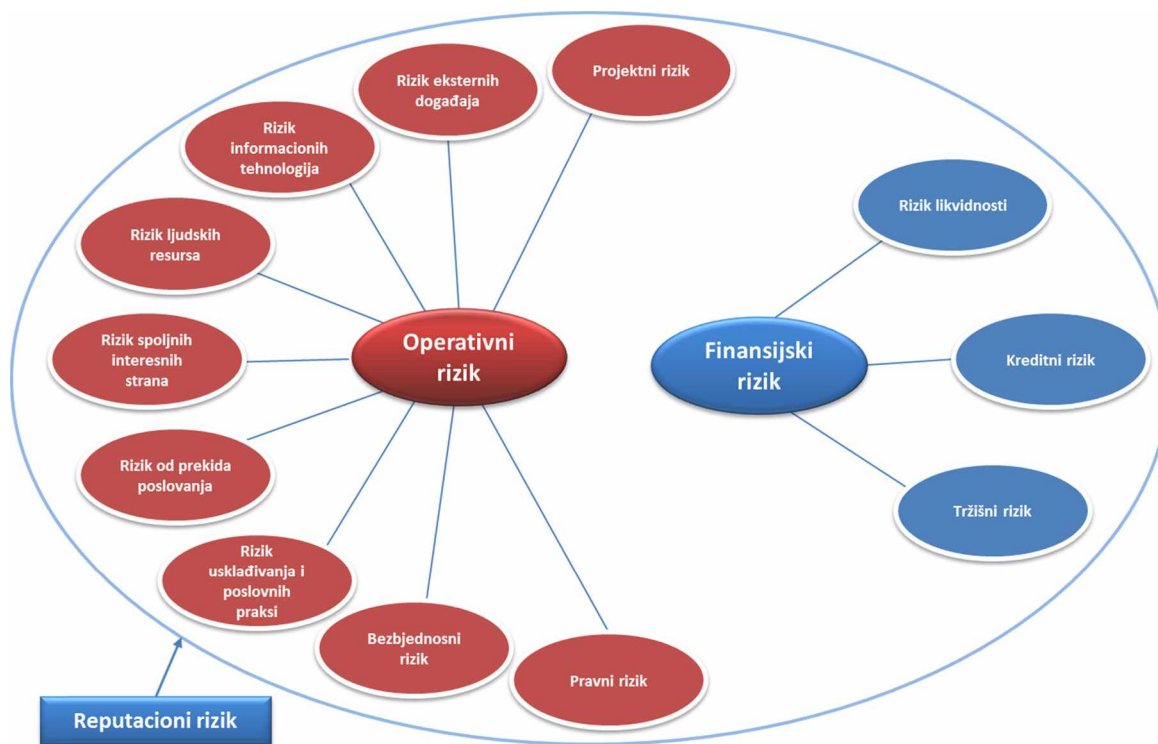 Projektni rizik
Rizik eksternih
događaja
Rizik
informacionih
tehnologija
Rizik ljudskih
resursa
Rizik spoljnih
interesnih
strana
Rizik od prekida
poslovanja
Rizik
usklađivanja i
poslovnih
praksi
Bezbjednosni
rizik
Pravni rizik
Operativni
rizik
Finansijski
rizik
Rizik likvidnosti
Kreditni rizik
Tržišni rizik
Reputacioni rizik